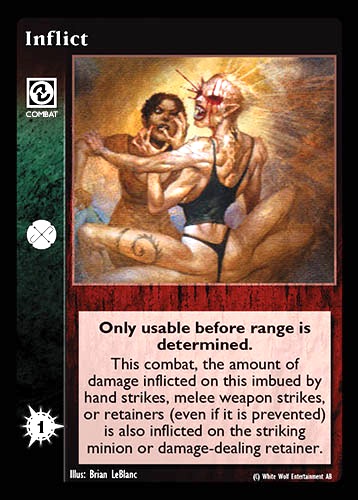 Inflict
COMBAT
Only usable before range is
determined.
This combat, the amount of
damage inflicted on this imbued by
hand strikes, melee weapon strikes,
or retainers (even if it is prevented)
is also inflicted on the striking
minion or damage-dealing retainer.
1
Illus: Brian LeBlanc
(C) White Wolf Entertainment AB